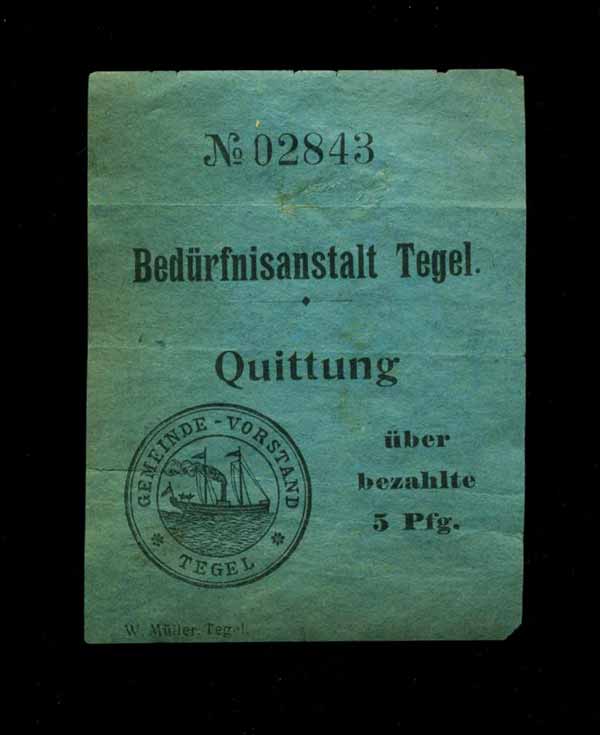 № 02843
Bedürfnisanstalt Tegel.
Quittung
über
bezahlte
5 Pfg.
GEMEINDE-VORSTAND
* TEGEL *
W. Müller, Tegel.